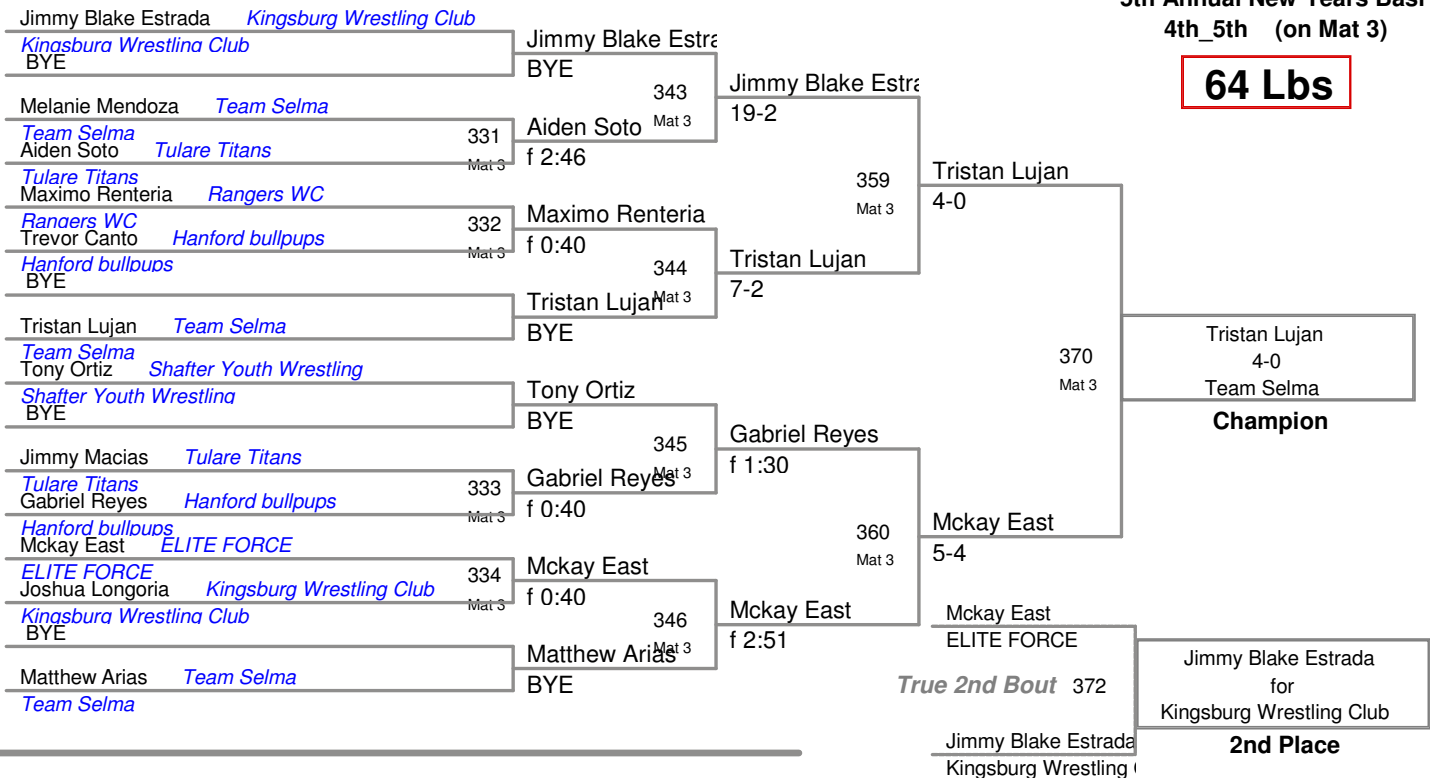 5th Annual New Years Bash
4th_5th (on Mat 3)
64 Lbs
Jimmy Blake Estrada Kingsburg Wrestling Club
Kingsburg Wrestling Club
BYE
Melanie Mendoza Team Selma
Team Selma
Aiden Soto Tulare Titans
Tulare Titans
Maximo Renteria Rangers WC
Rangers WC
Trevor Canto Hanford bullpups
Hanford bullpups
BYE
Tristan Lujan Team Selma
Team Selma
Tony Ortiz Shafter Youth Wrestling
Shafter Youth Wrestling
BYE
Jimmy Macias Tulare Titans
Tulare Titans
Gabriel Reyes Hanford bullpups
Hanford bullpups
Mckay East ELITE FORCE
ELITE FORCE
Joshua Longoria Kingsburg Wrestling Club
Kingsburg Wrestling Club
BYE
Matthew Arias Team Selma
Team Selma
331
Mat 3
332
Mat 3
333
Mat 3
334
Mat 3
Jimmy Blake Estra
BYE
Aiden Soto
f 2:46
Maximo Renteria
f 0:40
Tristan Lujan
BYE
Tony Ortiz
BYE
Gabriel Reyes
f 0:40
Mckay East
f 0:40
Matthew Arias
BYE
343
Mat 3
344
Mat 3
345
Mat 3
346
Mat 3
Jimmy Blake Estra
19-2
Tristan Lujan
7-2
Gabriel Reyes
f 1:30
Mckay East
f 2:51
359
Mat 3
360
Mat 3
Tristan Lujan
4-0
Mckay East
5-4
370
Mat 3
Tristan Lujan
4-0
Team Selma
Champion
Mckay East
ELITE FORCE
True 2nd Bout 372
Jimmy Blake Estrada
Kingsburg Wrestling
Jimmy Blake Estrada
for
Kingsburg Wrestling Club
2nd Place